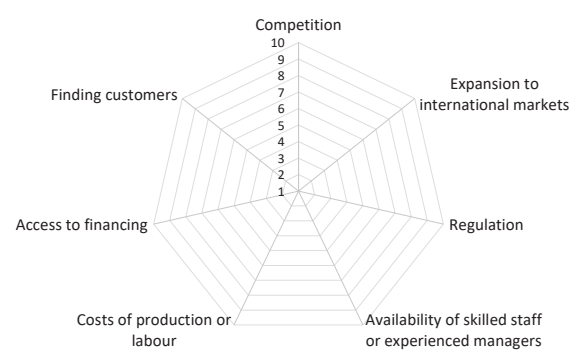 Competition
10
9
8
7
6
5
4
3
2
1
Expansion to
international markets
Regulation
Availability of skilled staff
or experienced managers
Costs of production or
labour
Access to financing
Finding customers